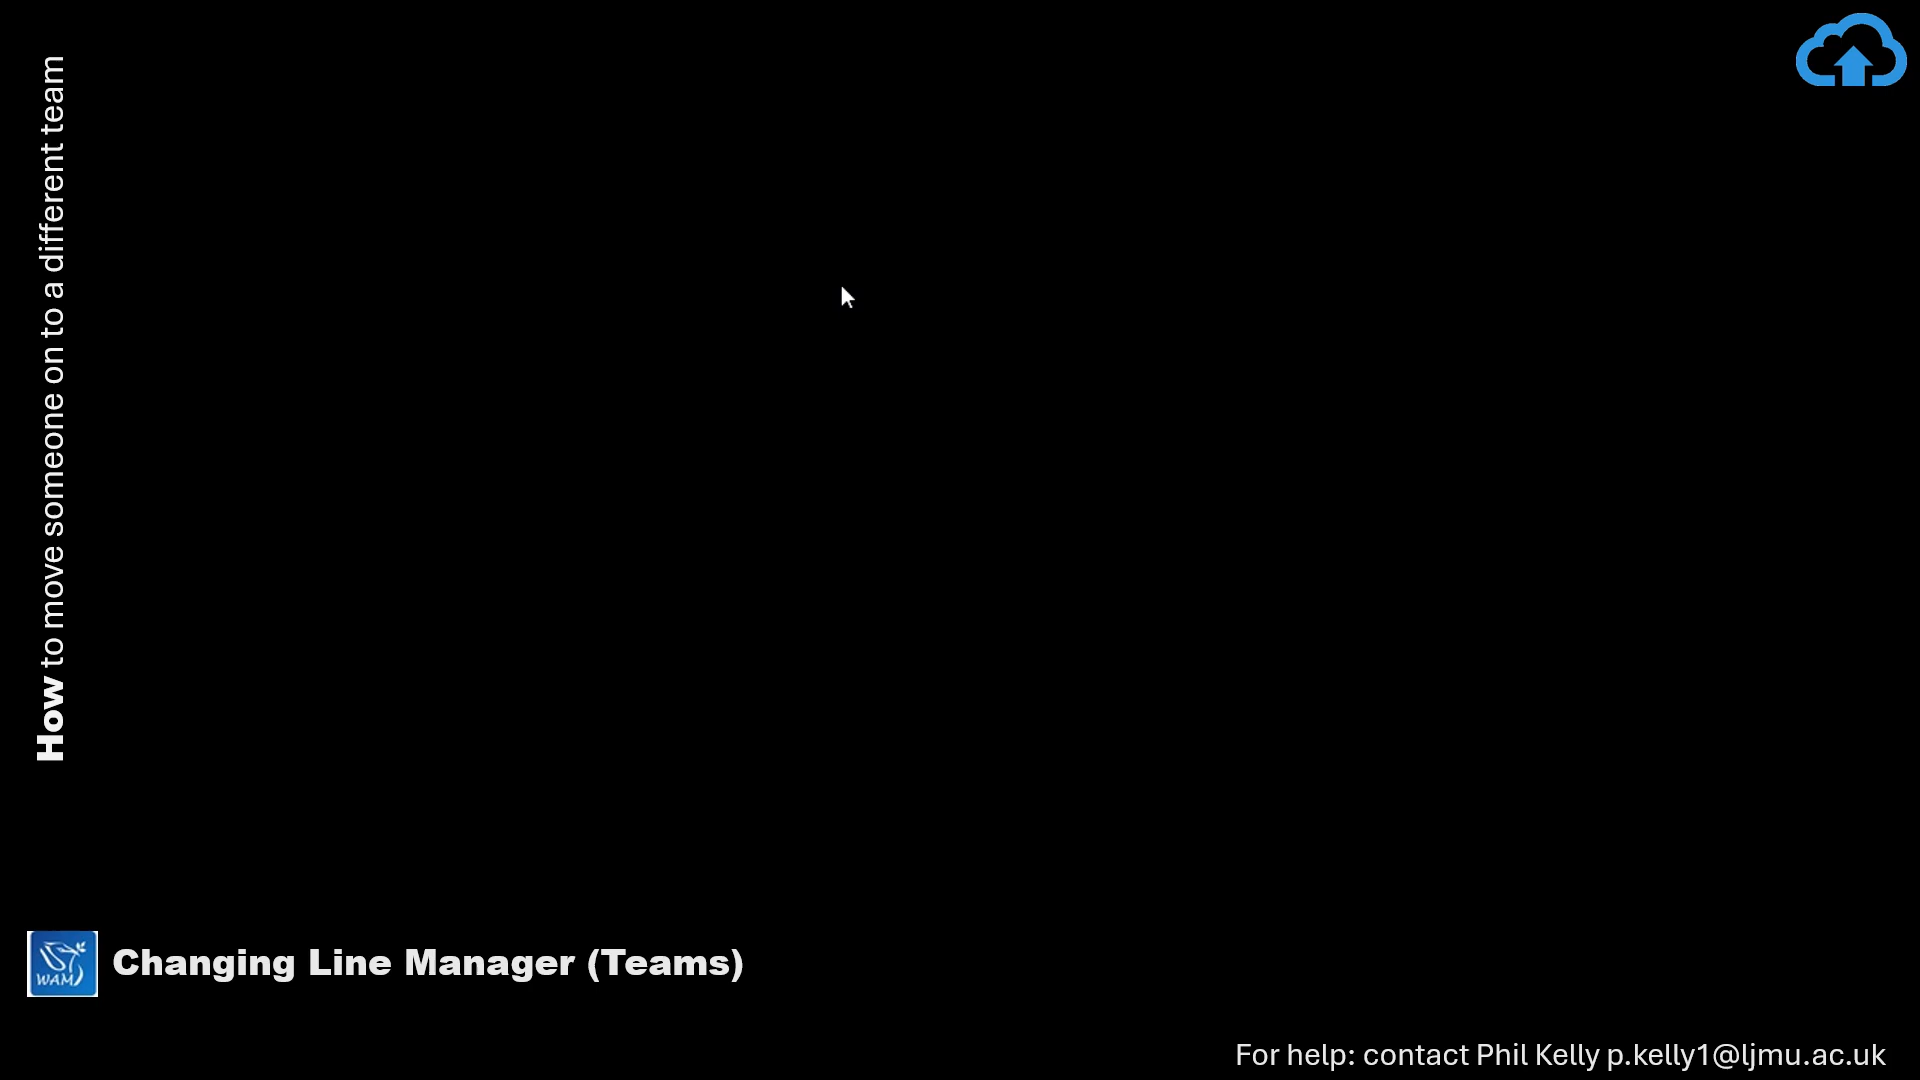 How to move someone on to a different team
WAM
Changing Line Manager (Teams)
For help: contact Phil Kelly p.kelly1@ljmu.ac.uk